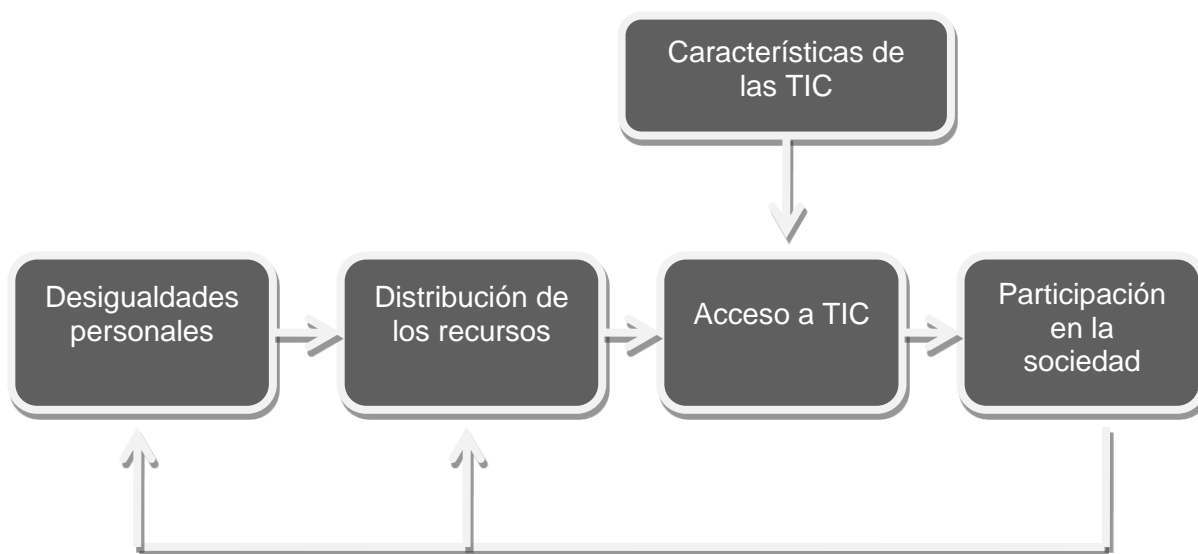 Características de
las TIC
Desigualdades
personales
Distribución de
los recursos
Acceso a TIC
Participación
en la
sociedad